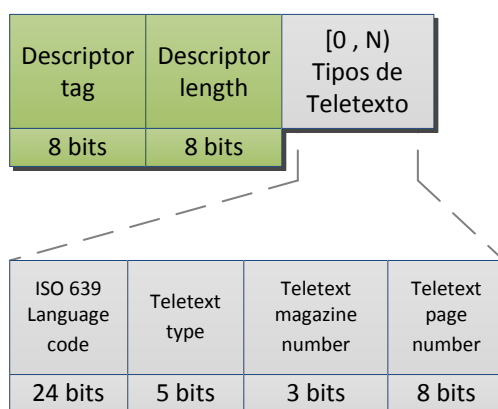 Descriptor
tag
Descriptor
length
[0 , N)
Tipos de
Teletexto
8 bits
8 bits
ISO 639
Language
code
Teletext
type
Teletext
magazine
number
Teletext
page
number
24 bits
5 bits
3 bits
8 bits